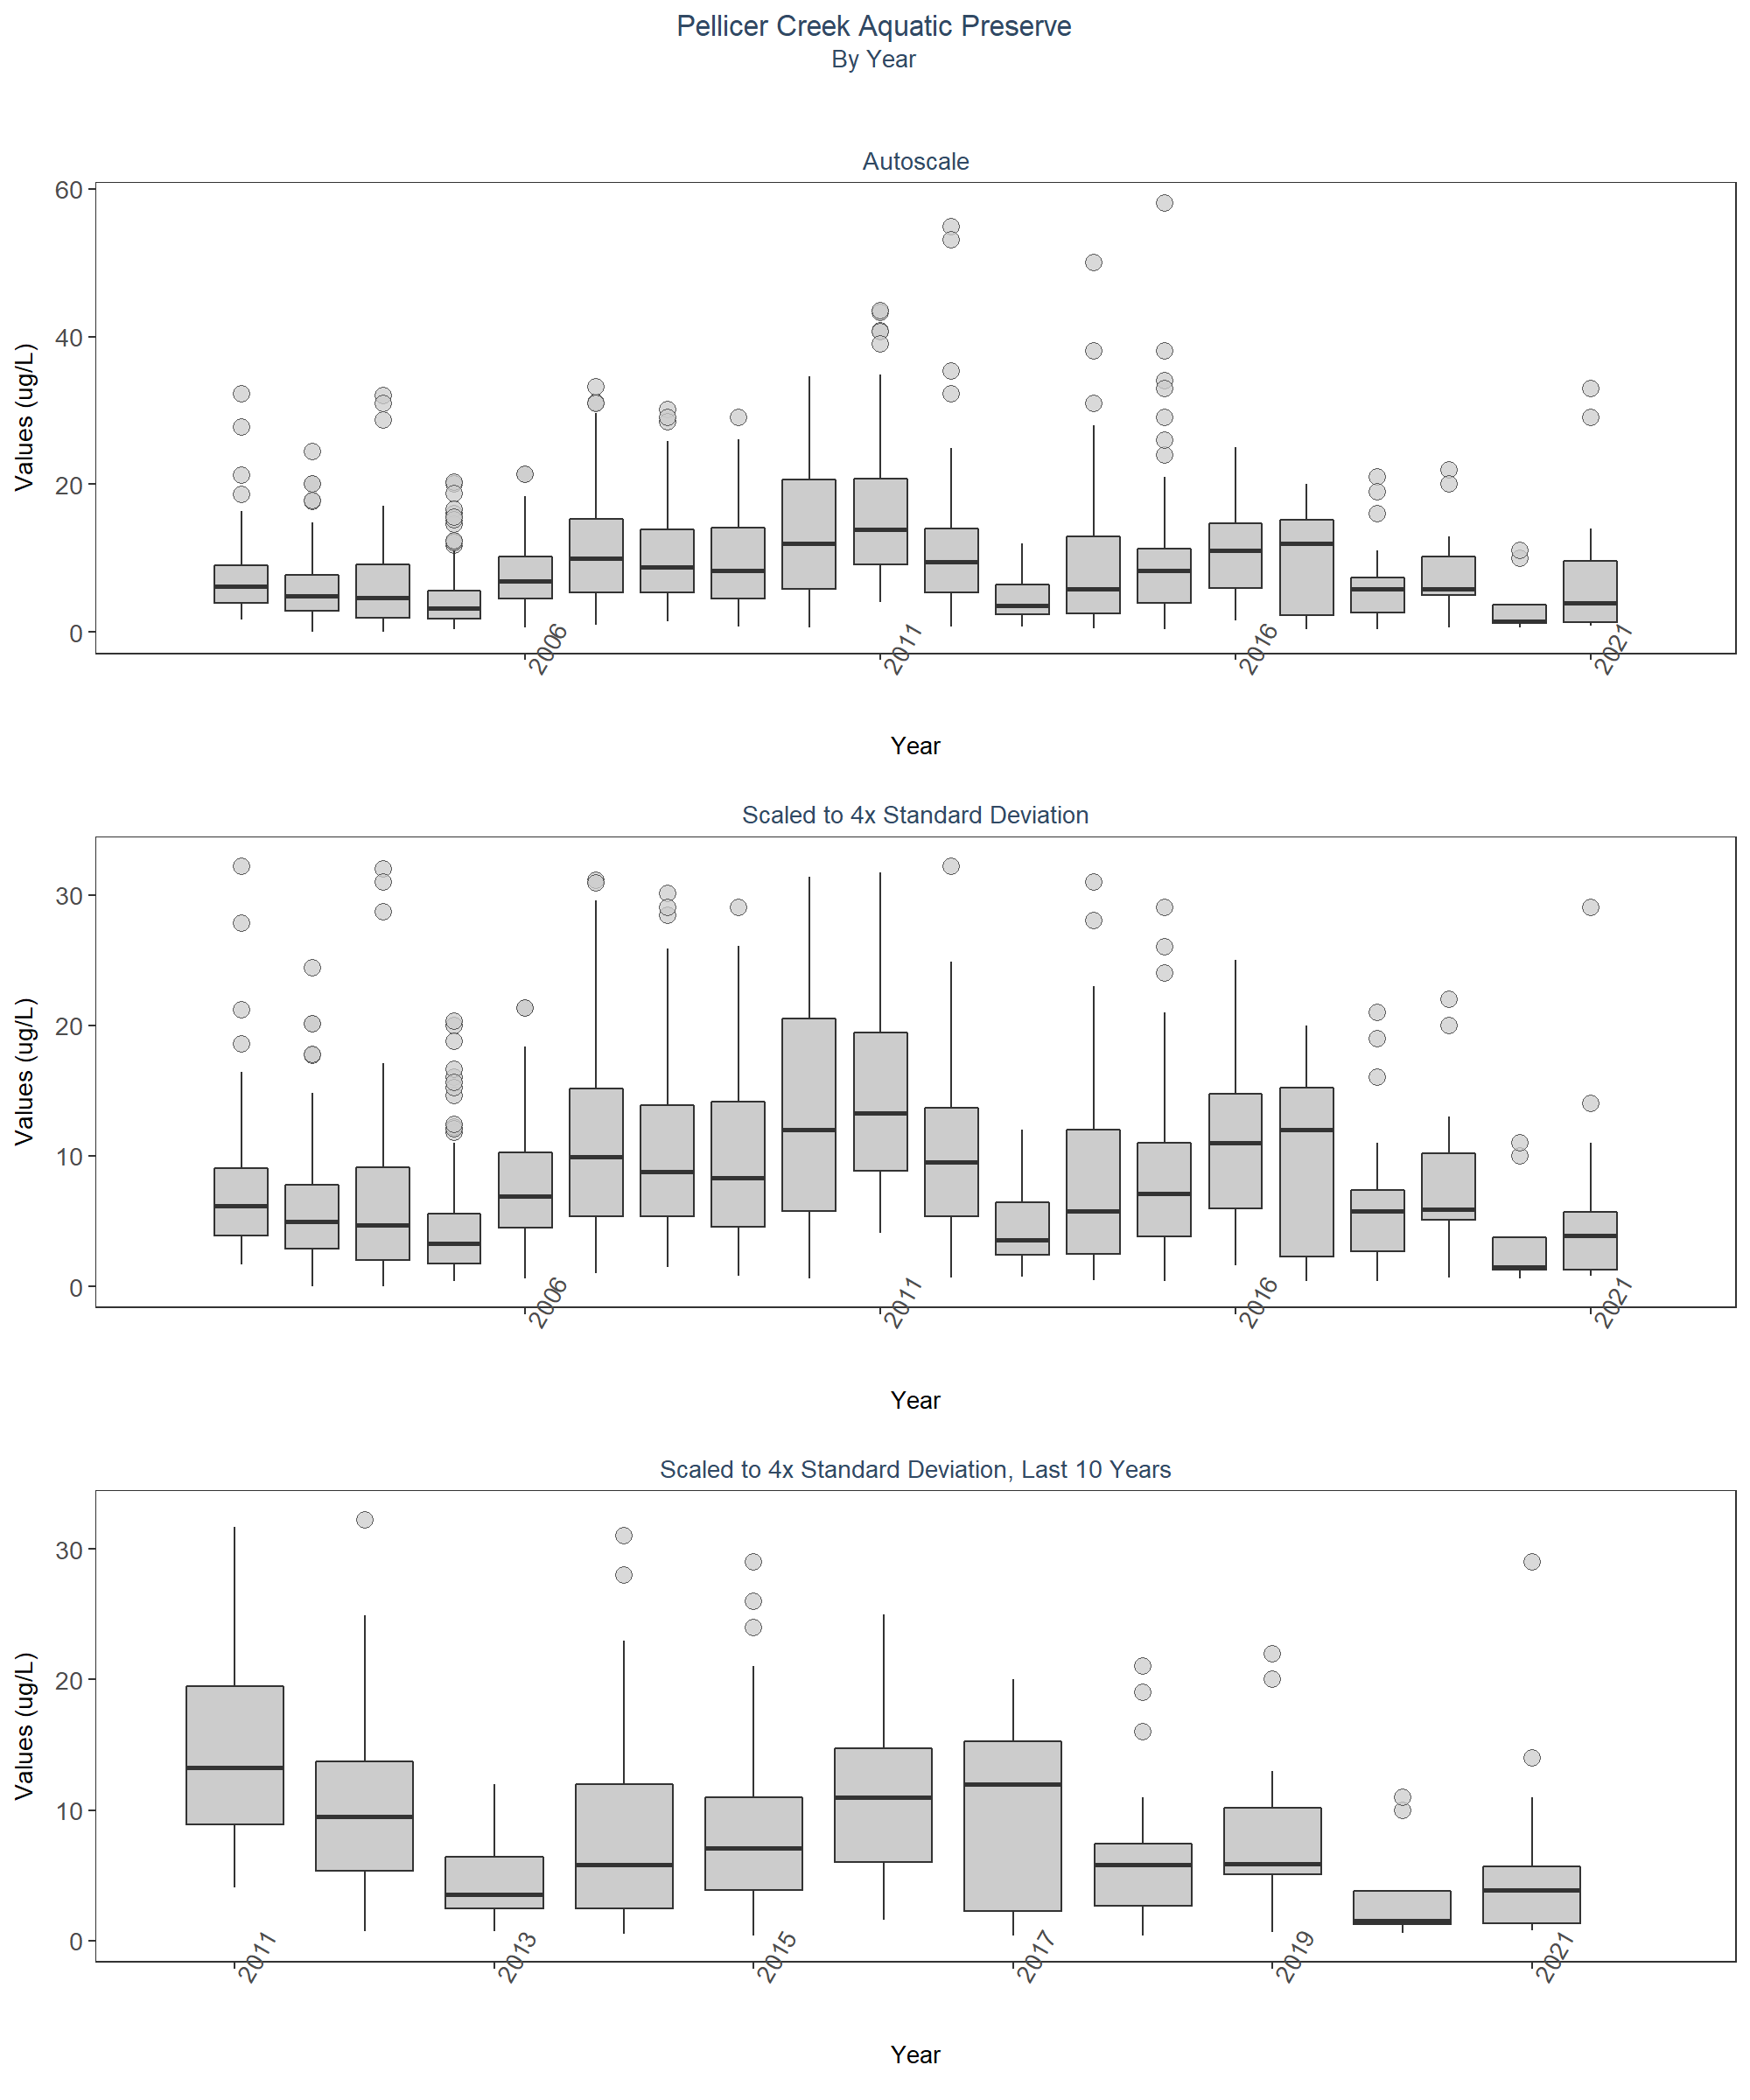 Pellicer Creek Aquatic Preserve
By Year
Autoscale
Values (ug/L)
60
40
20
0
2006
2011
2016
2021
Year
Scaled to 4x Standard Deviation
Values (ug/L)
30
20
10
0
2006
2011
2016
2021
Year
Scaled to 4x Standard Deviation, Last 10 Years
Values (ug/L)
30
20
10
0
2011
2013
2015
2017
2019
2021
Year